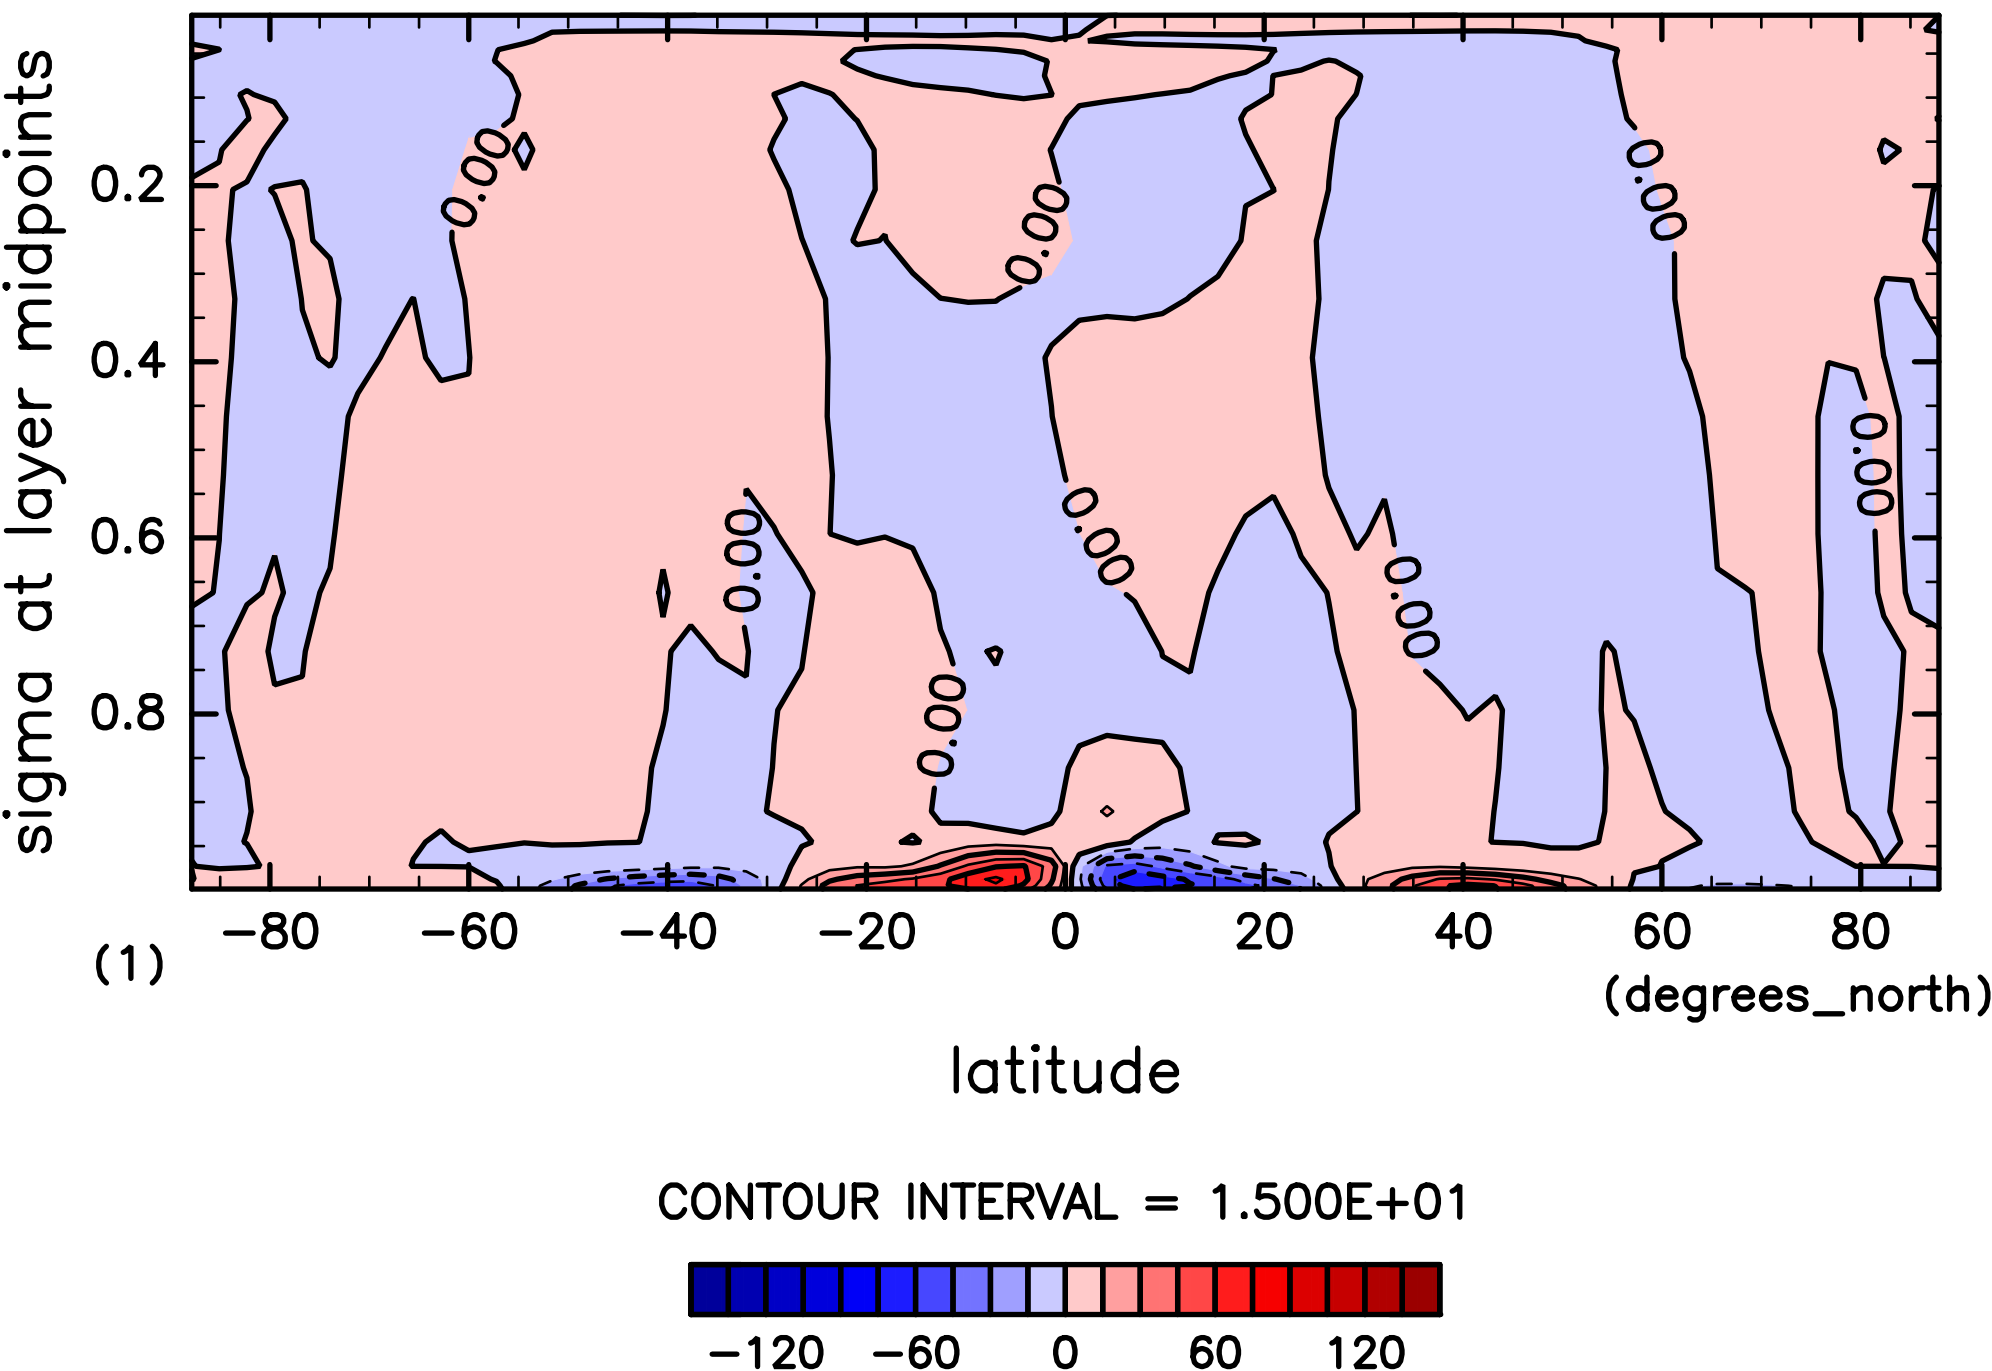 sigma at layer midpoints
0.2
0.4
0.6
0.8
(1)
0.00
0.00
0.00
0.00
0.00
0.00
0.00
0.00
−80 −60 −40 −20 0 20 40 60 80
(degrees_north)
latitude
CONTOUR INTERVAL = 1.500E+01
−120 −60 0 60 120